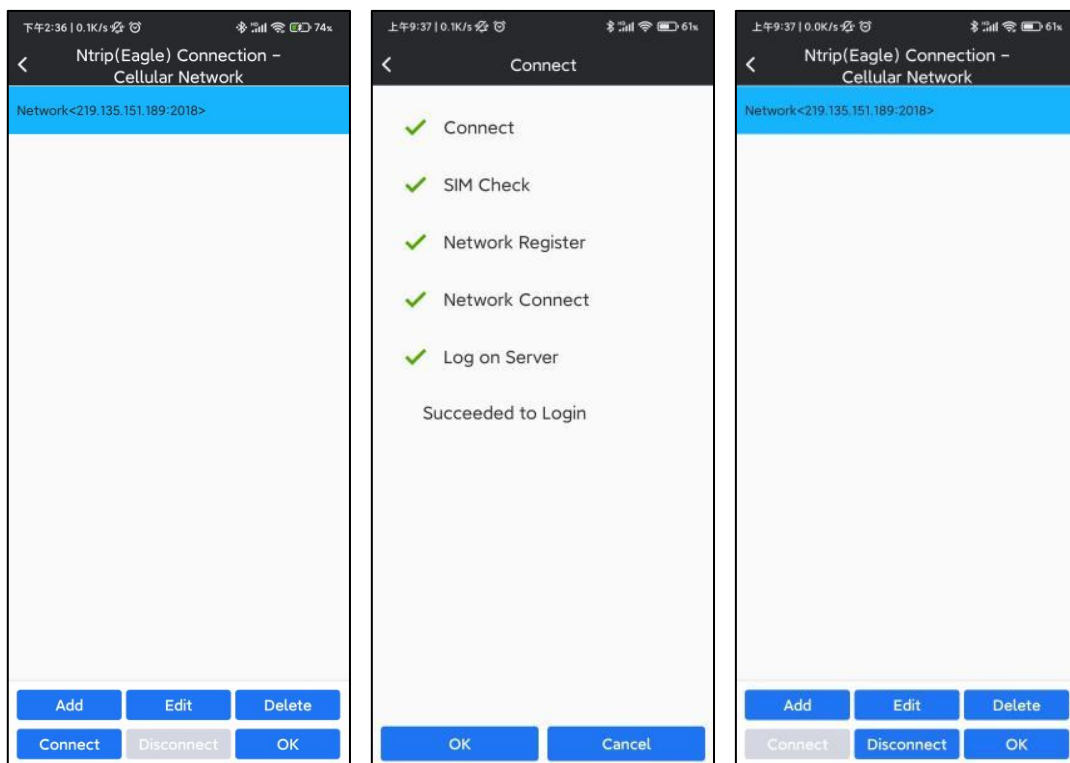 下午2:36 | 0.1K/s
74%
Ntrip(Eagle) Connection –
Cellular Network
Network<219.135.151.189:2018>
Add Edit Delete
Connect Disconnect OK
上午9:37 | 0.1K/s
61%
Connect
Connect
SIM Check
Network Register
Network Connect
Log on Server
Succeeded to Login
OK Cancel
上午9:37 | 0.0K/s
61%
Ntrip(Eagle) Connection –
Cellular Network
Network<219.135.151.189:2018>
Add Edit Delete
Connect Disconnect OK